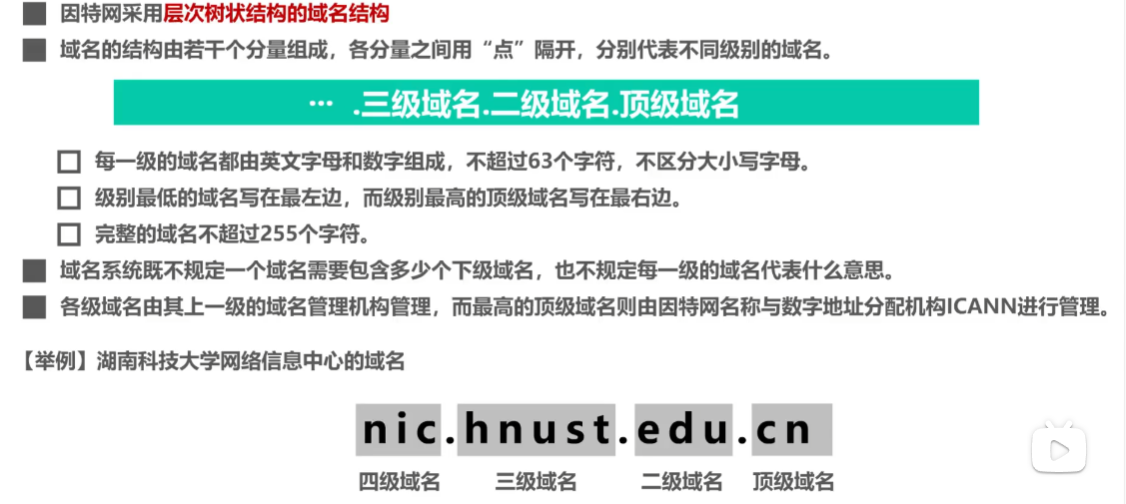 因特网采用层次树状结构的域名结构
域名的结构由若干个分量组成，各分量之间用“点”隔开，分别代表不同级别的域名。
… .三级域名.二级域名.顶级域名
每一级的域名都由英文字母和数字组成，不超过63个字符，不区分大小写字母。
级别最低的域名写在最左边，而级别最高的顶级域名写在最右边。
完整的域名不超过255个字符。
域名系统既不规定一个域名需要包含多少个下级域名，也不规定每一级的域名代表什么意思。
各级域名由其上一级的域名管理机构管理，而最高的顶级域名则由因特网名称与数字地址分配机构ICANN进行管理。
【举例】湖南科技大学网络信息中心的域名
nic.hnust.edu.cn
四级域名 三级域名 二级域名 顶级域名